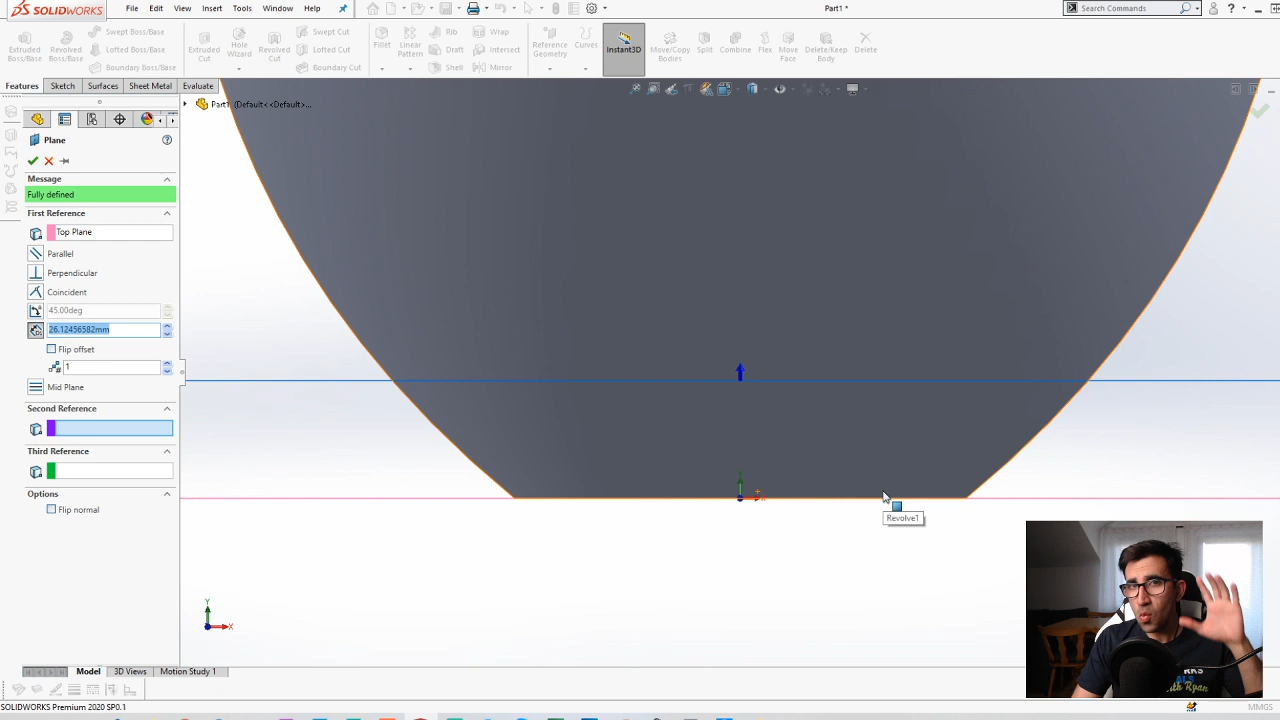 SOLIDWORKS
File
Edit
View
Insert
Tools
Window
Help
Part1 *
Search Commands
?
Extruded Boss/Base
Revolved Boss/Base
Swept Boss/Base
Lofted Boss/Base
Boundary Boss/Base
Extruded Cut
Hole Wizard
Revolved Cut
Swept Cut
Lofted Cut
Boundary Cut
Fillet
Linear Pattern
Rib
Draft
Shell
Wrap
Intersect
Mirror
Reference Geometry
Curves
Instant3D
Move/Copy Bodies
Split
Combine
Flex
Move Face
Delete/Keep Body
Delete
Features
Sketch
Surfaces
Sheet Metal
Evaluate
Part1 (Default<<Default>...
Plane
?
Message
Fully defined
First Reference
Top Plane
Parallel
Perpendicular
Coincident
45.00deg
26.12456582mm
Flip offset
1
Mid Plane
Second Reference
Third Reference
Options
Flip normal
Revolve1
Y
X
Model
3D Views
Motion Study 1
SOLIDWORKS Premium 2020 SP0.1
MMGS